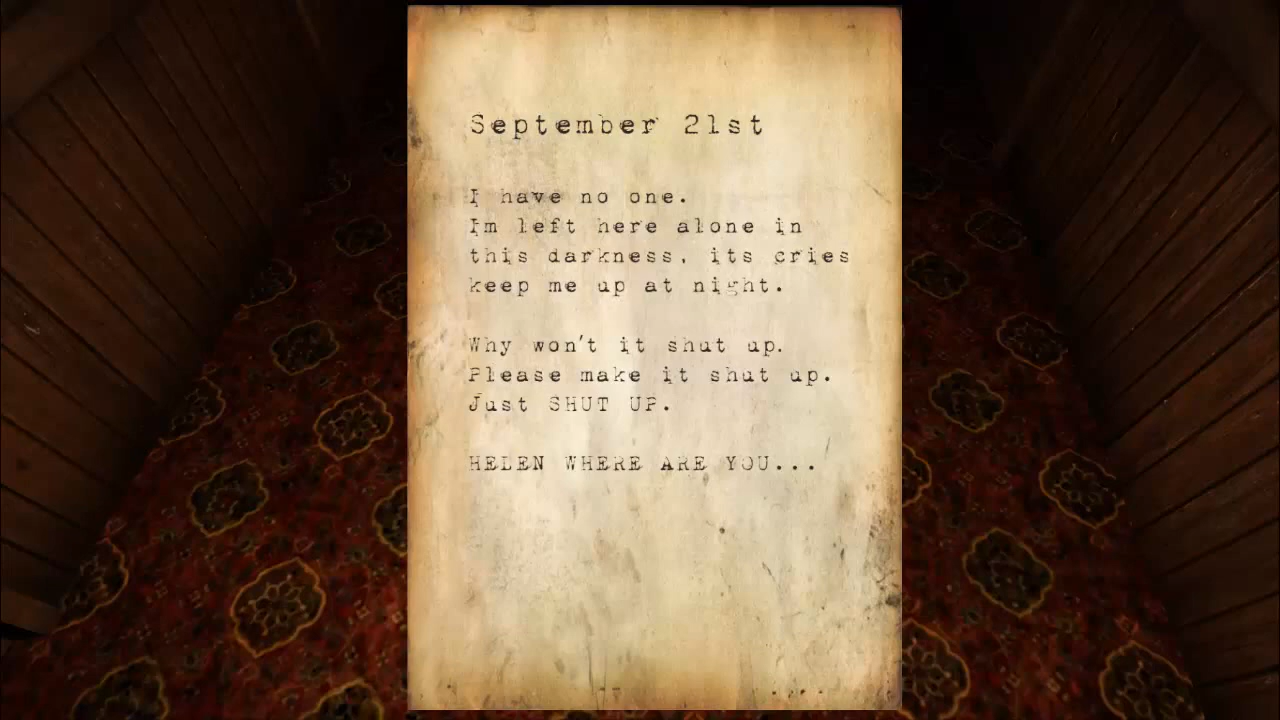 September 21st
I have no one.
Im left here alone in
this darkness, its cries
keep me up at night.
Why won't it shut up.
Please make it shut up.
Just SHUT UP.
HELEN WHERE ARE YOU...